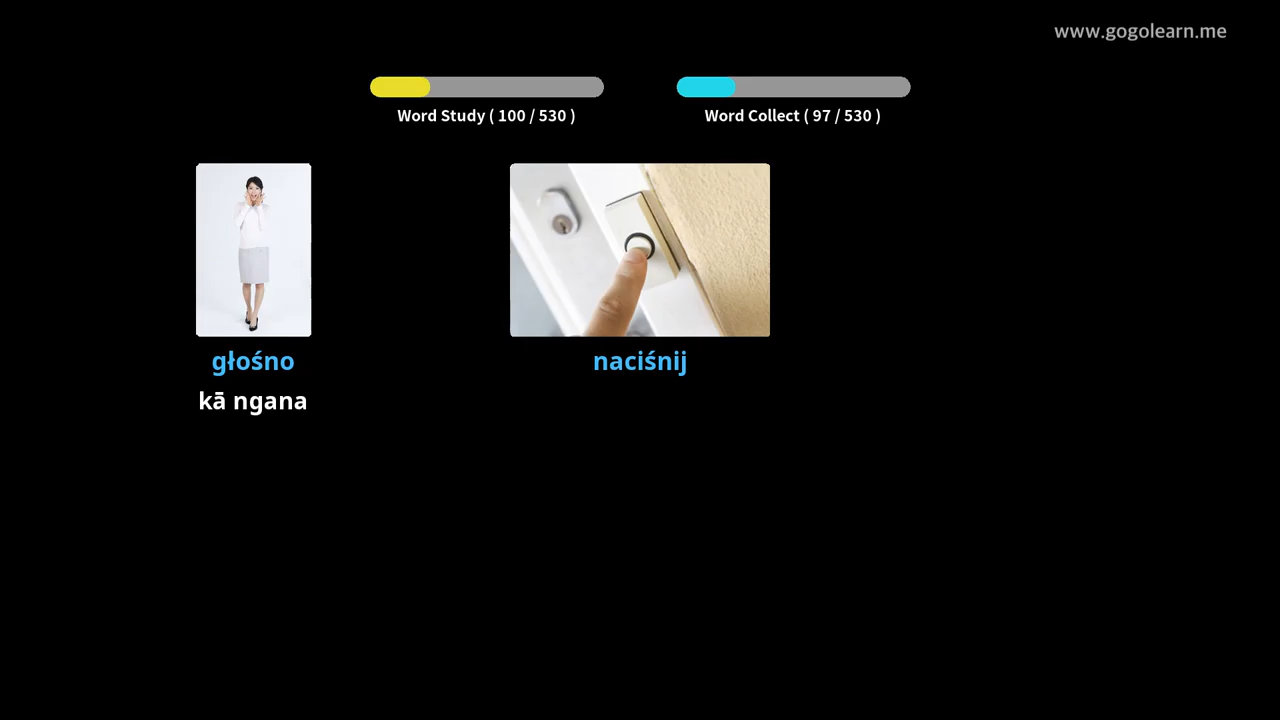 www.gogolearn.me
Word Study ( 100 / 530 )
Word Collect ( 97 / 530 )
głośno
naciśnij
kā ngana